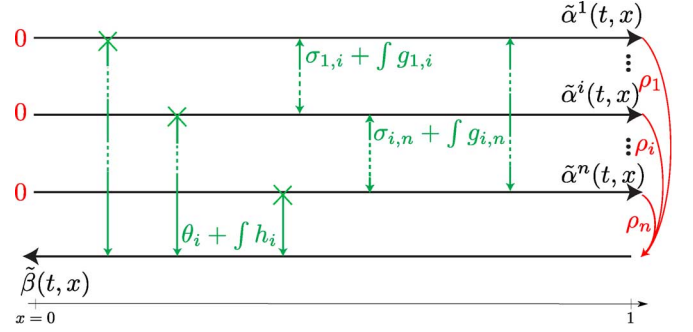 0 α̃¹(t, x)
σ₁,ᵢ + ∫ g₁,ᵢ ρ₁
0 α̃ⁱ(t, x)
σᵢ,ₙ + ∫ gᵢ,ₙ ρᵢ
0 α̃ⁿ(t, x)
θᵢ + ∫ hᵢ ρₙ
β̃(t, x)
x = 0 1